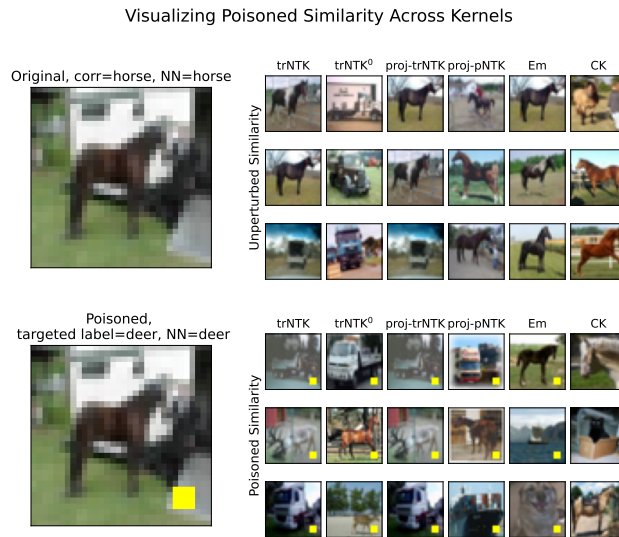 Visualizing Poisoned Similarity Across Kernels
Original, corr=horse, NN=horse
trNTK trNTK⁰ proj-trNTK proj-pNTK Em CK
Unperturbed Similarity
Poisoned,
targeted label=deer, NN=deer
trNTK trNTK⁰ proj-trNTK proj-pNTK Em CK
Poisoned Similarity